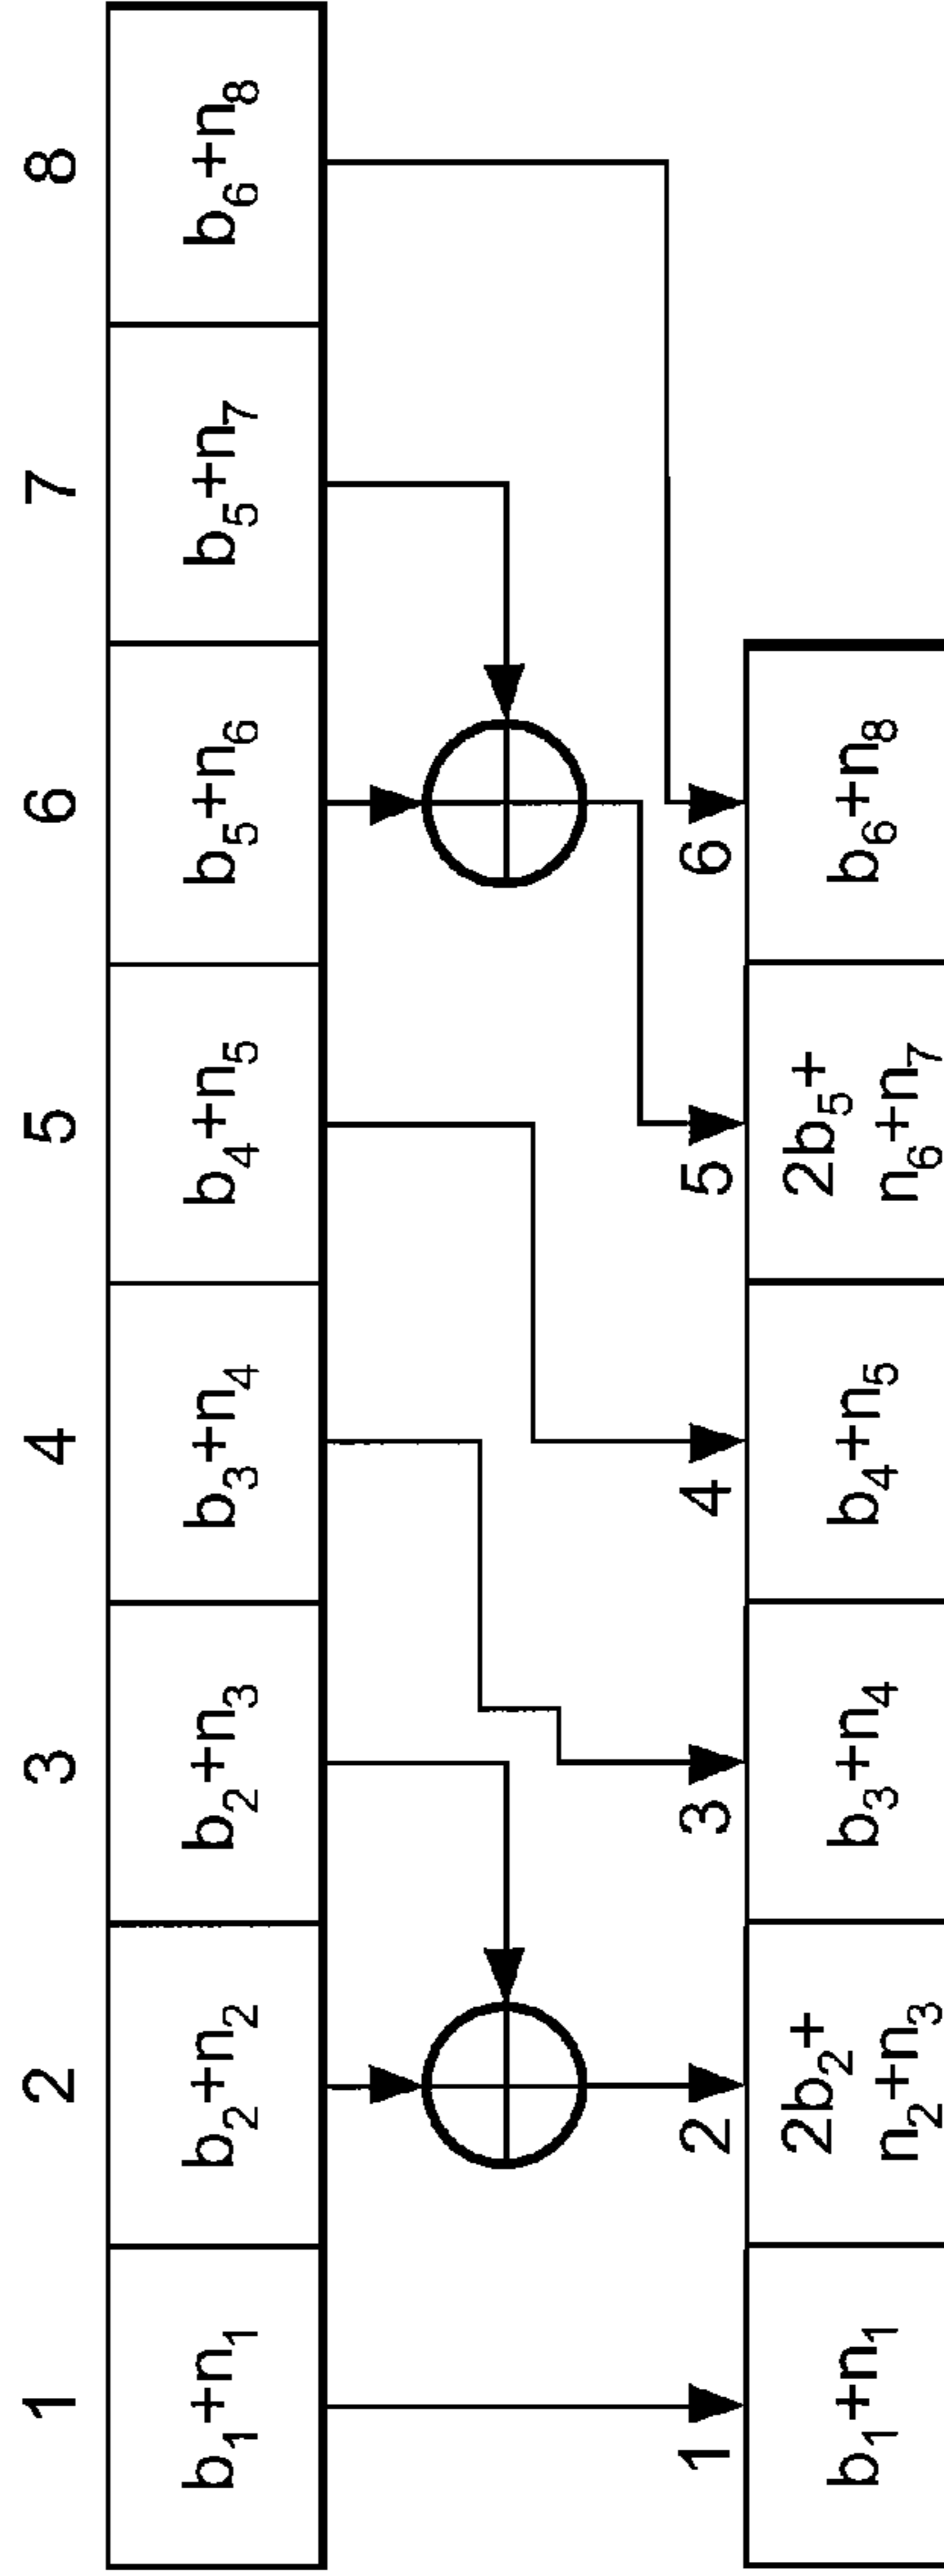 1 2 3 4 5 6 7 8
b₁+n₁ b₂+n₂ b₂+n₃ b₃+n₄ b₄+n₅ b₅+n₆ b₅+n₇ b₆+n₈
1 2 3 4 5 6
b₁+n₁ 2b₂+ b₃+n₄ b₄+n₅ 2b₅+ b₆+n₈
n₂+n₃ n₆+n₇